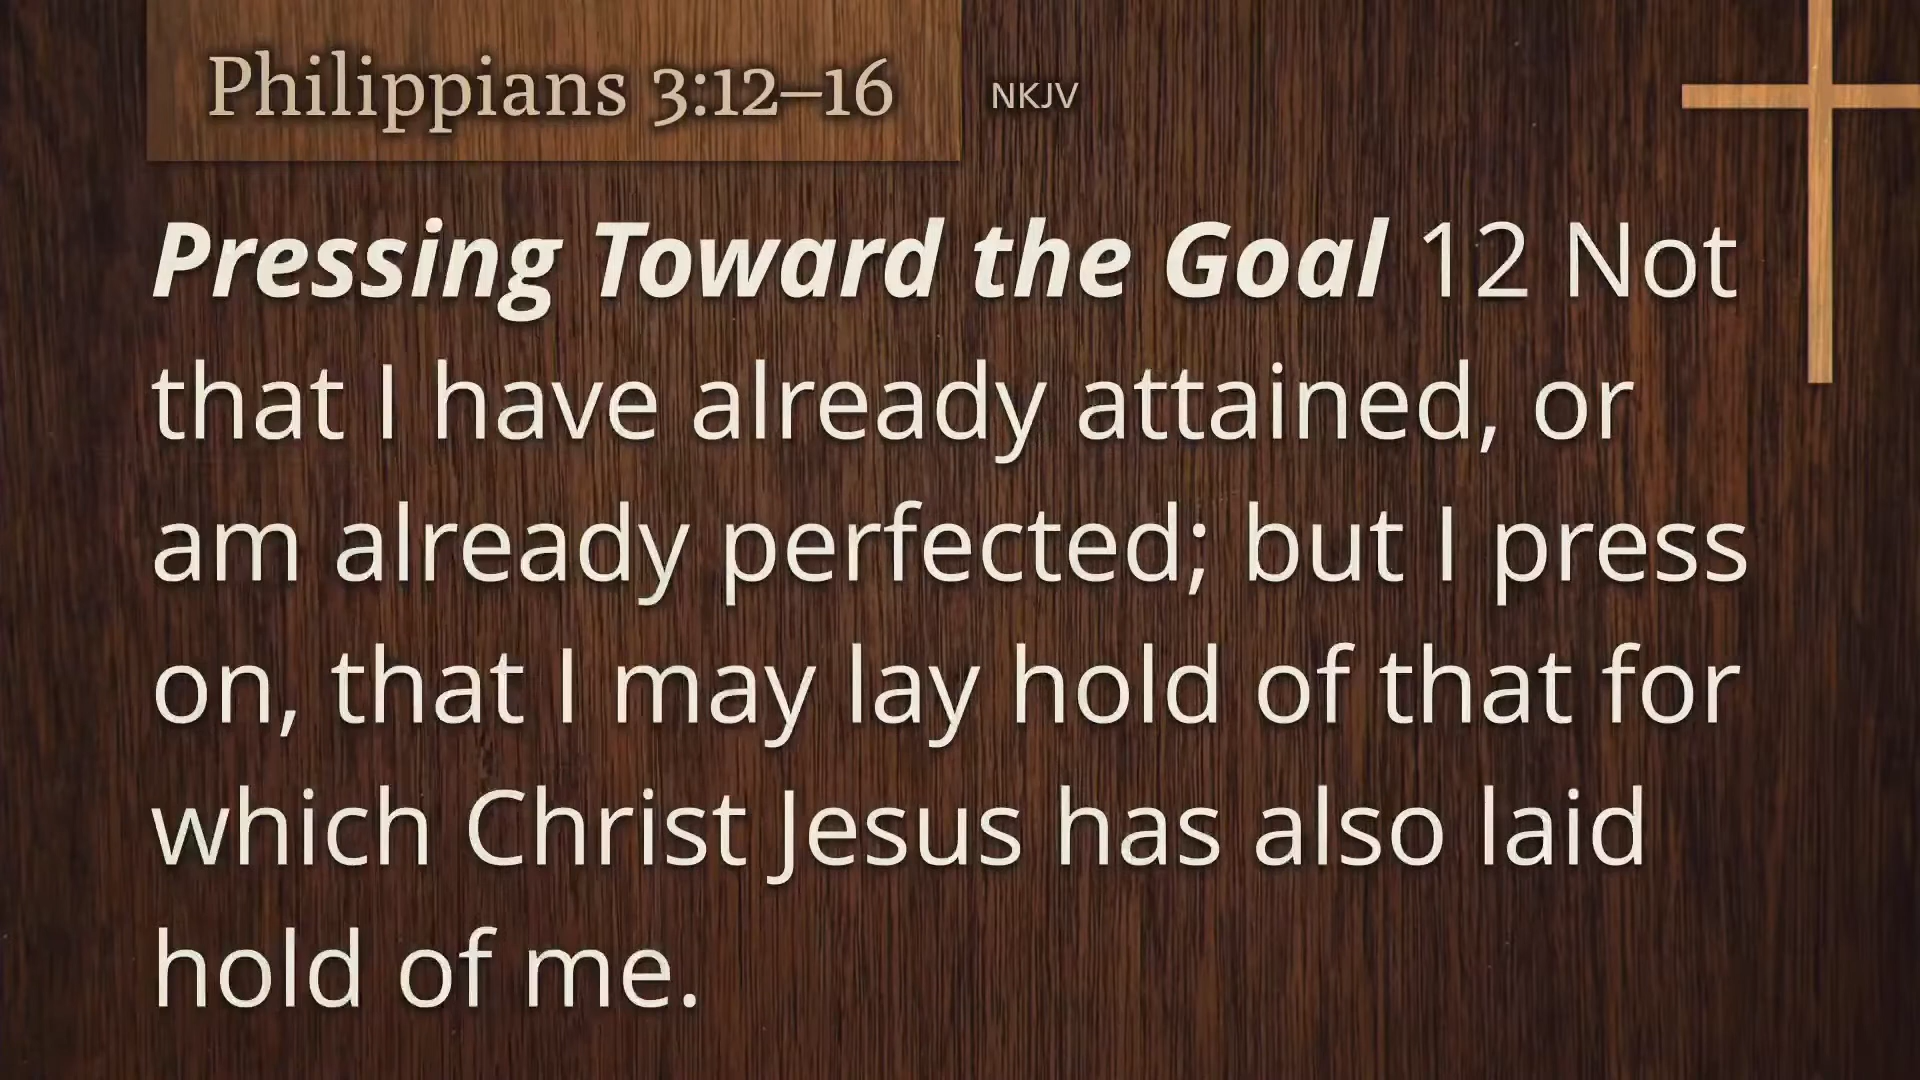 Philippians 3:12–16 NKJV
Pressing Toward the Goal 12 Not
that I have already attained, or
am already perfected; but I press
on, that I may lay hold of that for
which Christ Jesus has also laid
hold of me.